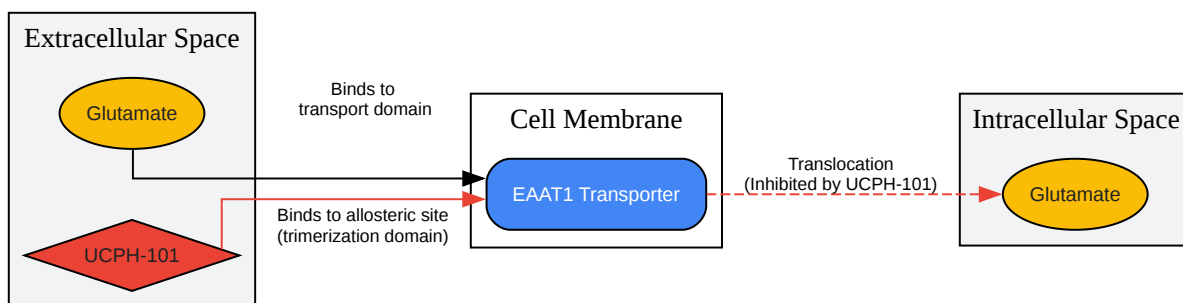 Extracellular Space
Glutamate
UCPH-101
Binds to
transport domain
Binds to allosteric site
(trimerization domain)
Cell Membrane
EAAT1 Transporter
Translocation
(Inhibited by UCPH-101)
Intracellular Space
Glutamate